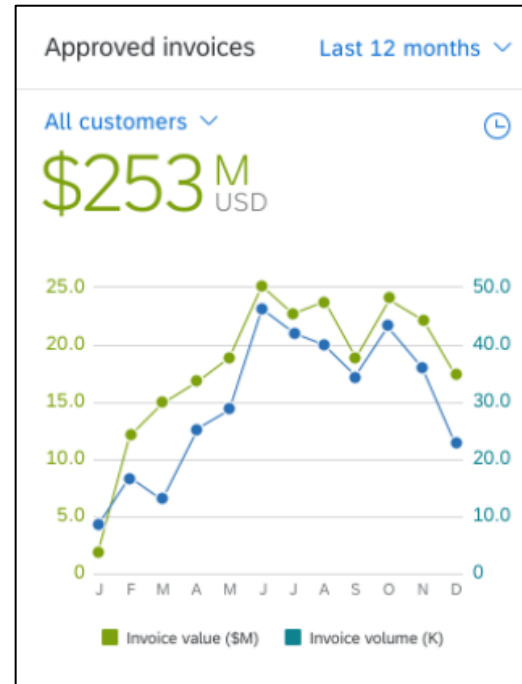 Approved invoices Last 12 months
All customers
$253 M
USD
25.0 50.0
20.0 40.0
15.0 30.0
10.0 20.0
5.0 10.0
0 0
J F M A M J J A S O N D
Invoice value ($M) Invoice volume (K)